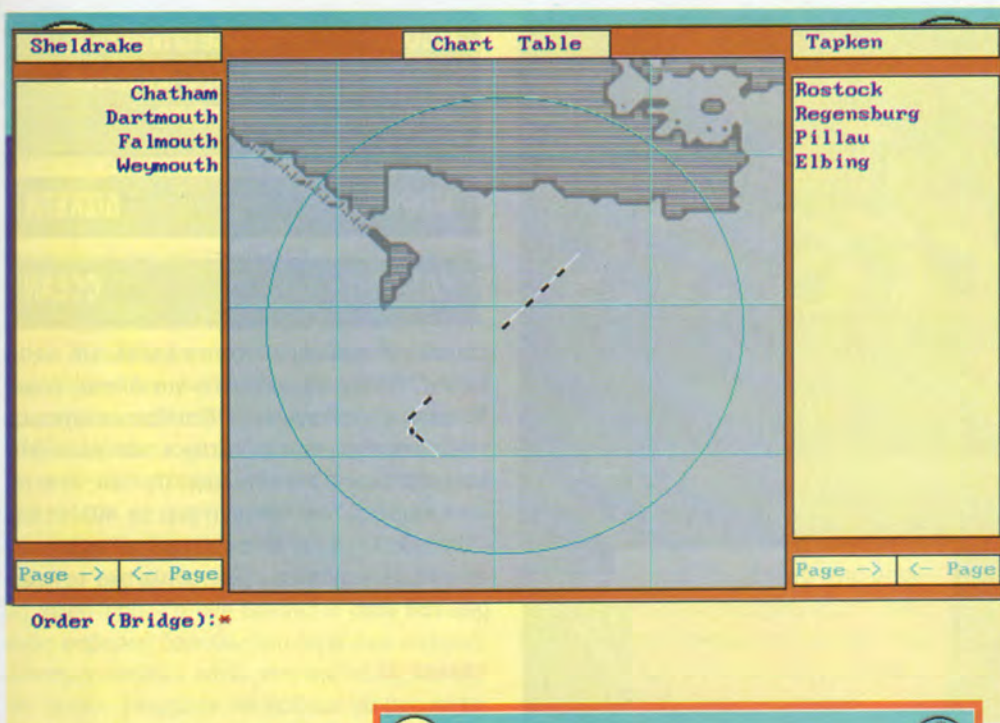 Sheldrake
Chart Table
Tapken
Chatham
Dartmouth
Falmouth
Weymouth
Rostock
Regensburg
Pillau
Elbing
Page -> <- Page
Page -> <- Page
Order (Bridge):*